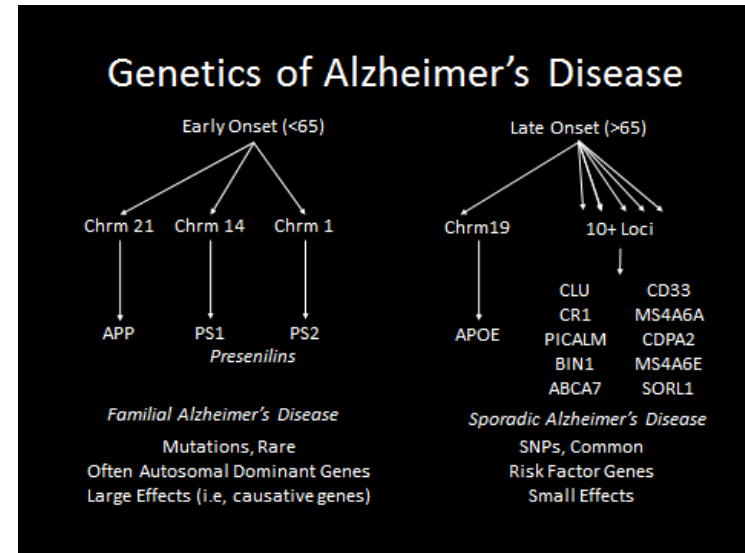 Genetics of Alzheimer's Disease
Early Onset (<65)
Late Onset (>65)
Chrm 21 Chrm 14 Chrm 1
Chrm19
10+ Loci
APP PS1 PS2
Presenilins
APOE
CLU CD33
CR1 MS4A6A
PICALM CDPA2
BIN1 MS4A6E
ABCA7 SORL1
Familial Alzheimer's Disease
Mutations, Rare
Often Autosomal Dominant Genes
Large Effects (i.e, causative genes)
Sporadic Alzheimer's Disease
SNPs, Common
Risk Factor Genes
Small Effects